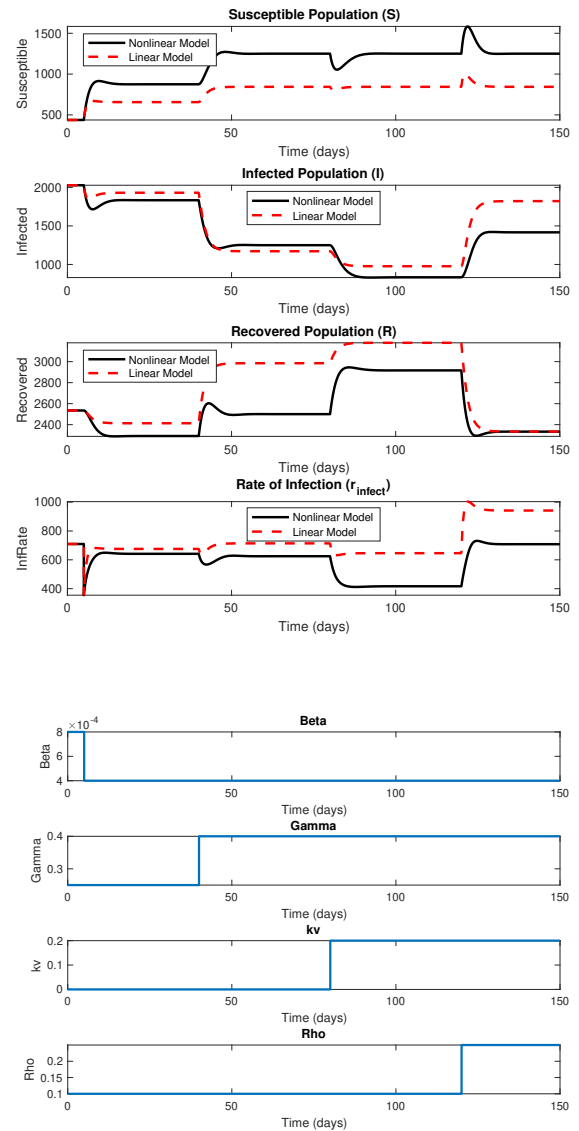 Susceptible Population (S)
Susceptible
1500
1000
500
Nonlinear Model
Linear Model
0 50 100 150
Time (days)
Infected Population (I)
Infected
2000
1500
1000
Nonlinear Model
Linear Model
0 50 100 150
Time (days)
Recovered Population (R)
Recovered
3000
2800
2600
2400
Nonlinear Model
Linear Model
0 50 100 150
Time (days)
Rate of Infection (r_infect)
InfRate
1000
800
600
400
Nonlinear Model
Linear Model
0 50 100 150
Time (days)
Beta
×10^-4
Beta
8
6
4
0 50 100 150
Time (days)
Gamma
Gamma
0.4
0.3
0 50 100 150
Time (days)
kv
kv
0.2
0.1
0
0 50 100 150
Time (days)
Rho
Rho
0.2
0.15
0.1
0 50 100 150
Time (days)